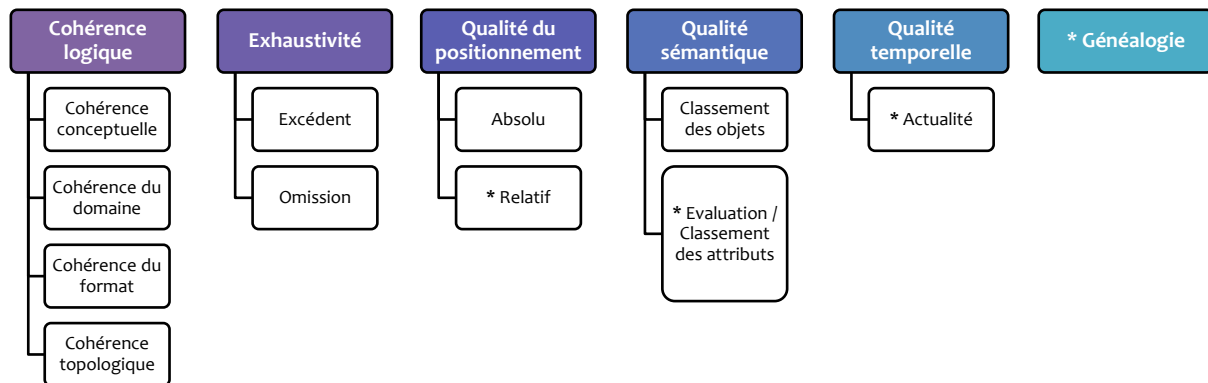 Cohérence
logique
Cohérence
conceptuelle
Cohérence du
domaine
Cohérence du
format
Cohérence
topologique
Exhaustivité
Excédent
Omission
Qualité du
positionnement
Absolu
* Relatif
Qualité
sémantique
Classement
des objets
* Evaluation /
Classement
des attributs
Qualité
temporelle
* Actualité
* Généalogie